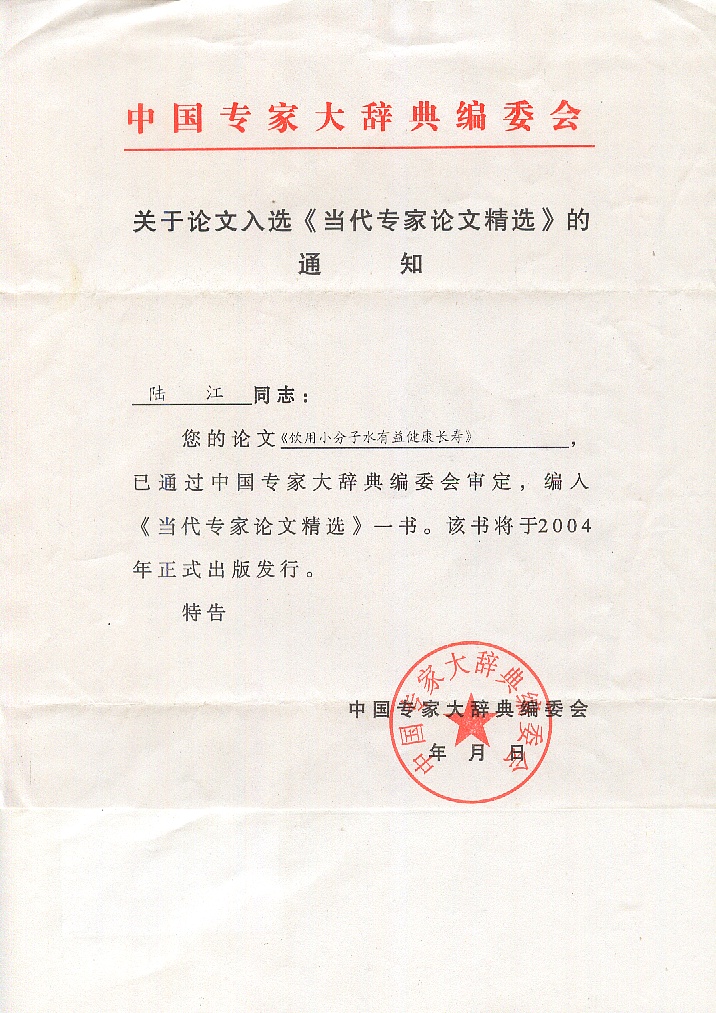 中国专家大辞典编委会
关于论文入选《当代专家论文精选》的
通 知
陆 江 同志：
您的论文《饮用小分子水有益健康长寿》，
已通过中国专家大辞典编委会审定，编入
《当代专家论文精选》一书。该书将于2004
年正式出版发行。
特告
中国专家大辞典编委会
年 月 日
中国专家大辞典编委会